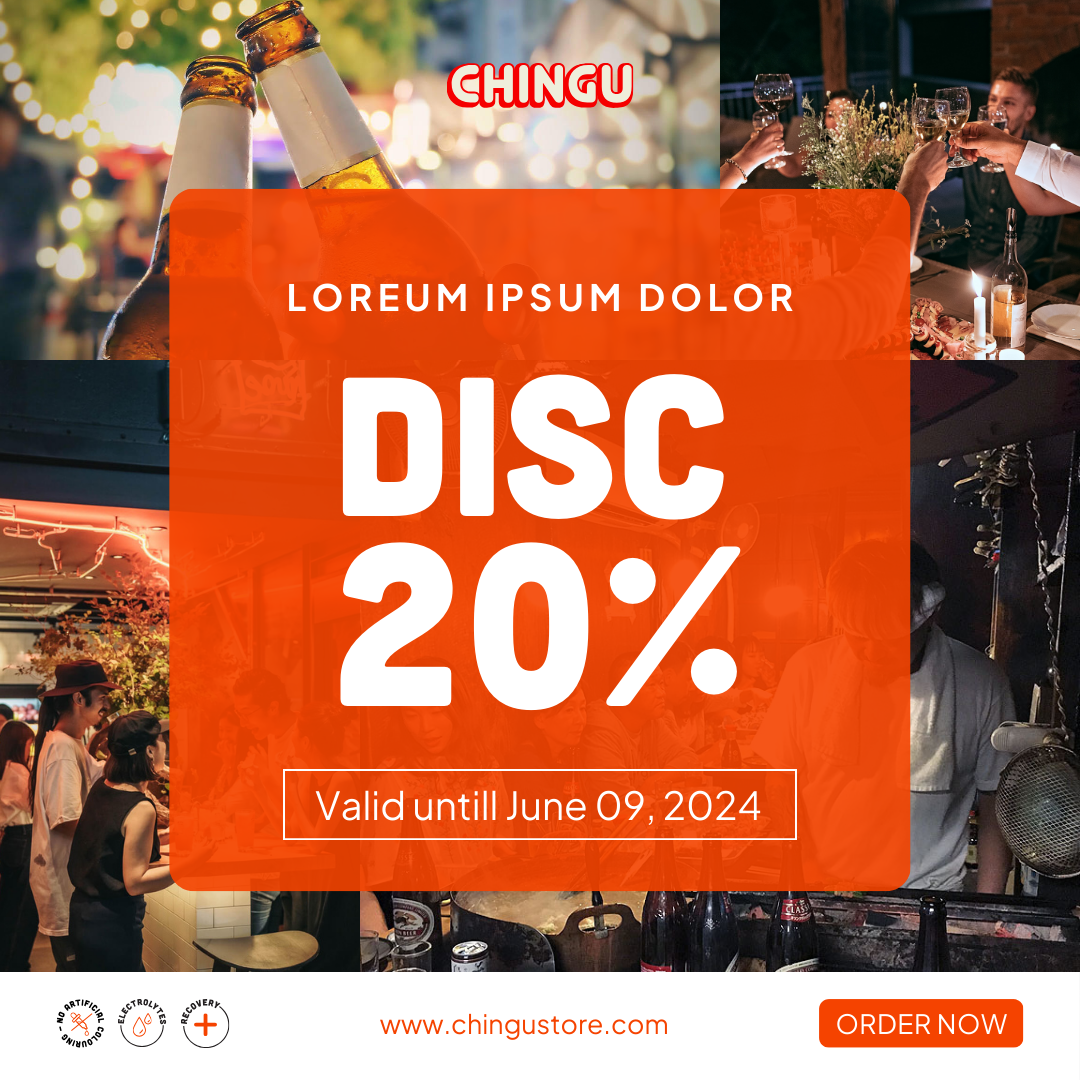 CHINGU
LOREUM IPSUM DOLOR
DISC
20%
Valid untill June 09, 2024
CLASSIC
NO ARTIFICIAL COLOURING
ELECTROLYTES
RECOVERY
www.chingustore.com
ORDER NOW